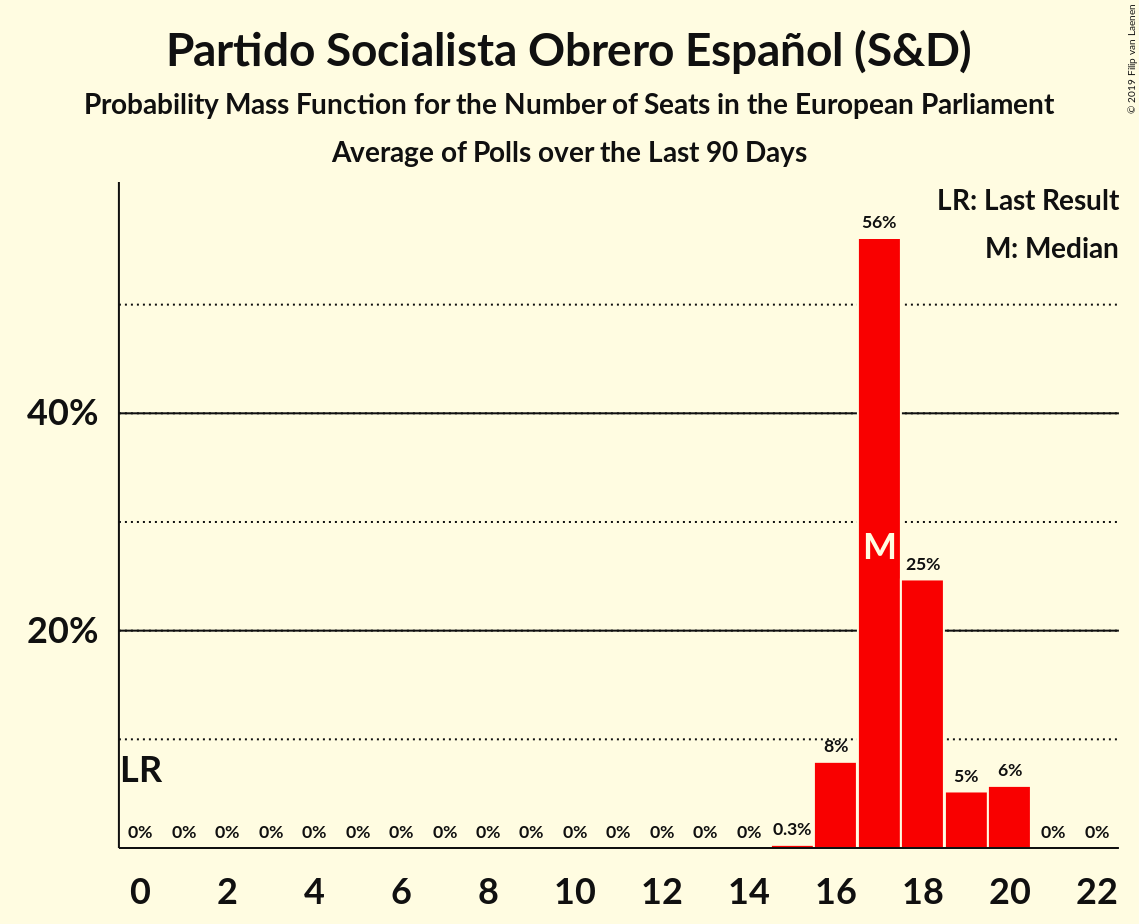 Partido Socialista Obrero Español (S&D)
Probability Mass Function for the Number of Seats in the European Parliament
Average of Polls over the Last 90 Days
© 2019 Filip van Laenen
LR: Last Result
M: Median
56%
40%
M
25%
20%
8%
LR
5%
6%
0% 0% 0% 0% 0% 0% 0% 0% 0% 0% 0% 0% 0% 0% 0% 0.3% 0% 0%
0 2 4 6 8 10 12 14 16 18 20 22